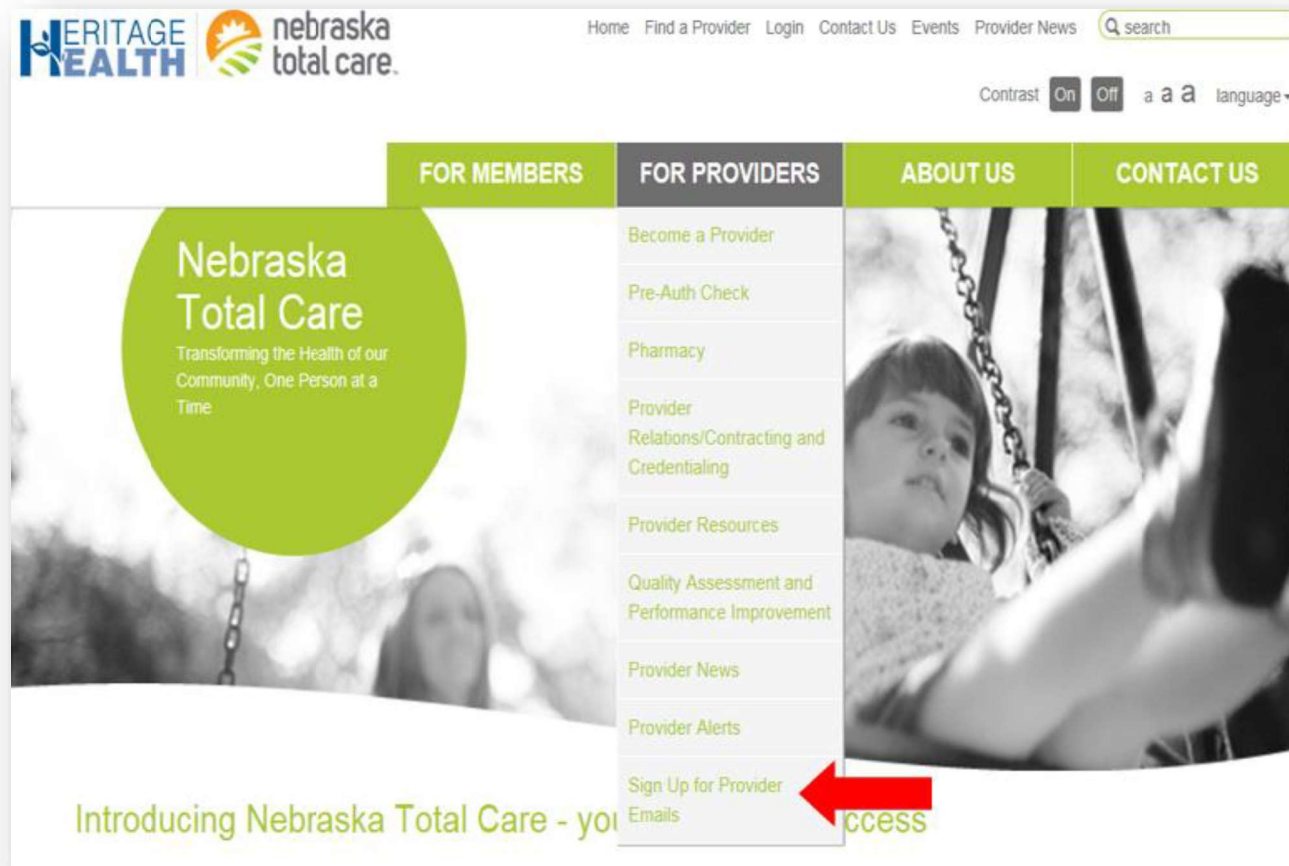 HERITAGE
HEALTH
nebraska
total care.
Home Find a Provider Login Contact Us Events Provider News search
Contrast On Off a a a language
FOR MEMBERS FOR PROVIDERS ABOUT US CONTACT US
Nebraska
Total Care
Transforming the Health of our
Community, One Person at a
Time
Become a Provider
Pre-Auth Check
Pharmacy
Provider
Relations/Contracting and
Credentialing
Provider Resources
Quality Assessment and
Performance Improvement
Provider News
Provider Alerts
Sign Up for Provider
Emails
Introducing Nebraska Total Care - you ccess